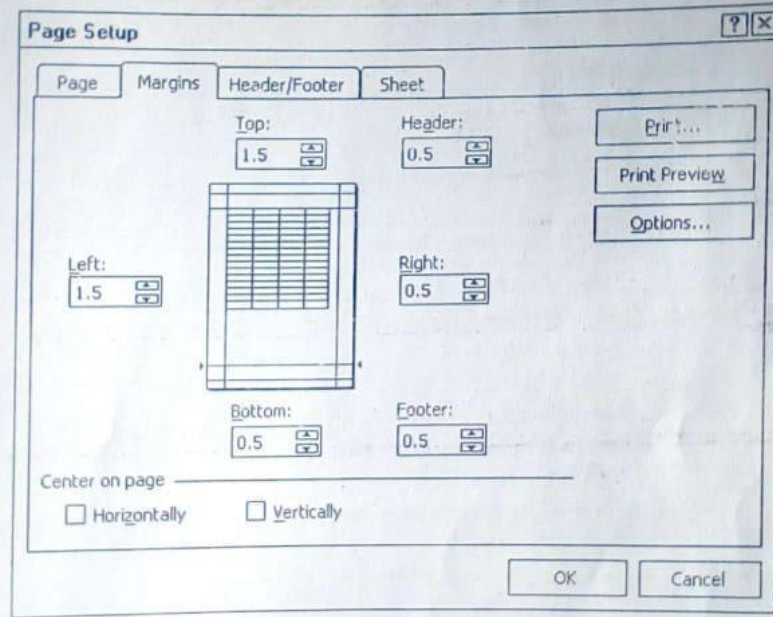 Page Setup ? X
Page Margins Header/Footer Sheet
Top: Header: Print...
1.5 0.5
Print Preview
Options...
Left: Right:
1.5 0.5
Bottom: Footer:
0.5 0.5
Center on page
Horizontally Vertically
OK Cancel